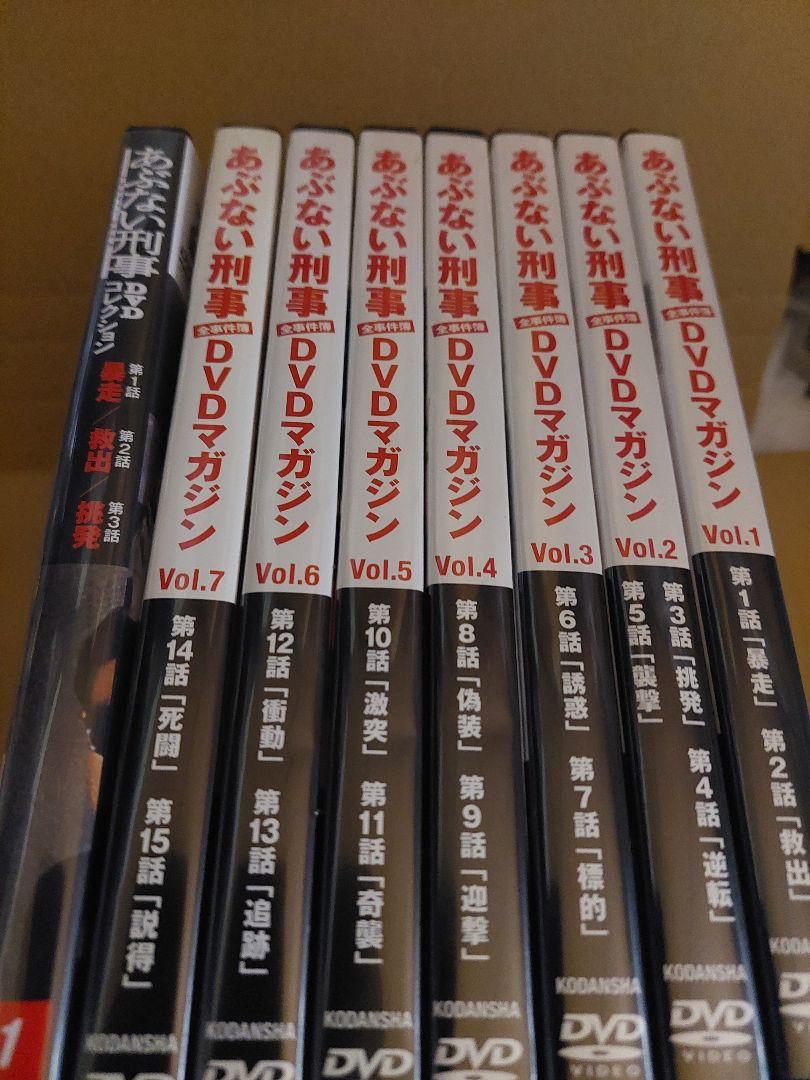 あぶない刑事
DVD
コレクション
第1話
暴走/
第2話
救出/
第3話
挑発
1
あぶない刑事
全事件簿
DVDマガジン
Vol.7
第14話「死闘」
第15話「説得」
KODANSHA
あぶない刑事
全事件簿
DVDマガジン
Vol.6
第12話「衝動」
第13話「追跡」
KODANSHA
DVD
あぶない刑事
全事件簿
DVDマガジン
Vol.5
第10話「激突」
第11話「奇襲」
KODANSHA
DVD
あぶない刑事
全事件簿
DVDマガジン
Vol.4
第8話「偽装」
第9話「迎撃」
KODANSHA
DVD
あぶない刑事
全事件簿
DVDマガジン
Vol.3
第6話「誘惑」
第7話「標的」
KODANSHA
DVD
VIDEO
あぶない刑事
全事件簿
DVDマガジン
Vol.2
第3話「挑発」
第4話「逆転」
第5話「襲撃」
KODANSHA
DVD
VIDEO
あぶない刑事
全事件簿
DVDマガジン
Vol.1
第1話「暴走」
第2話「救出」